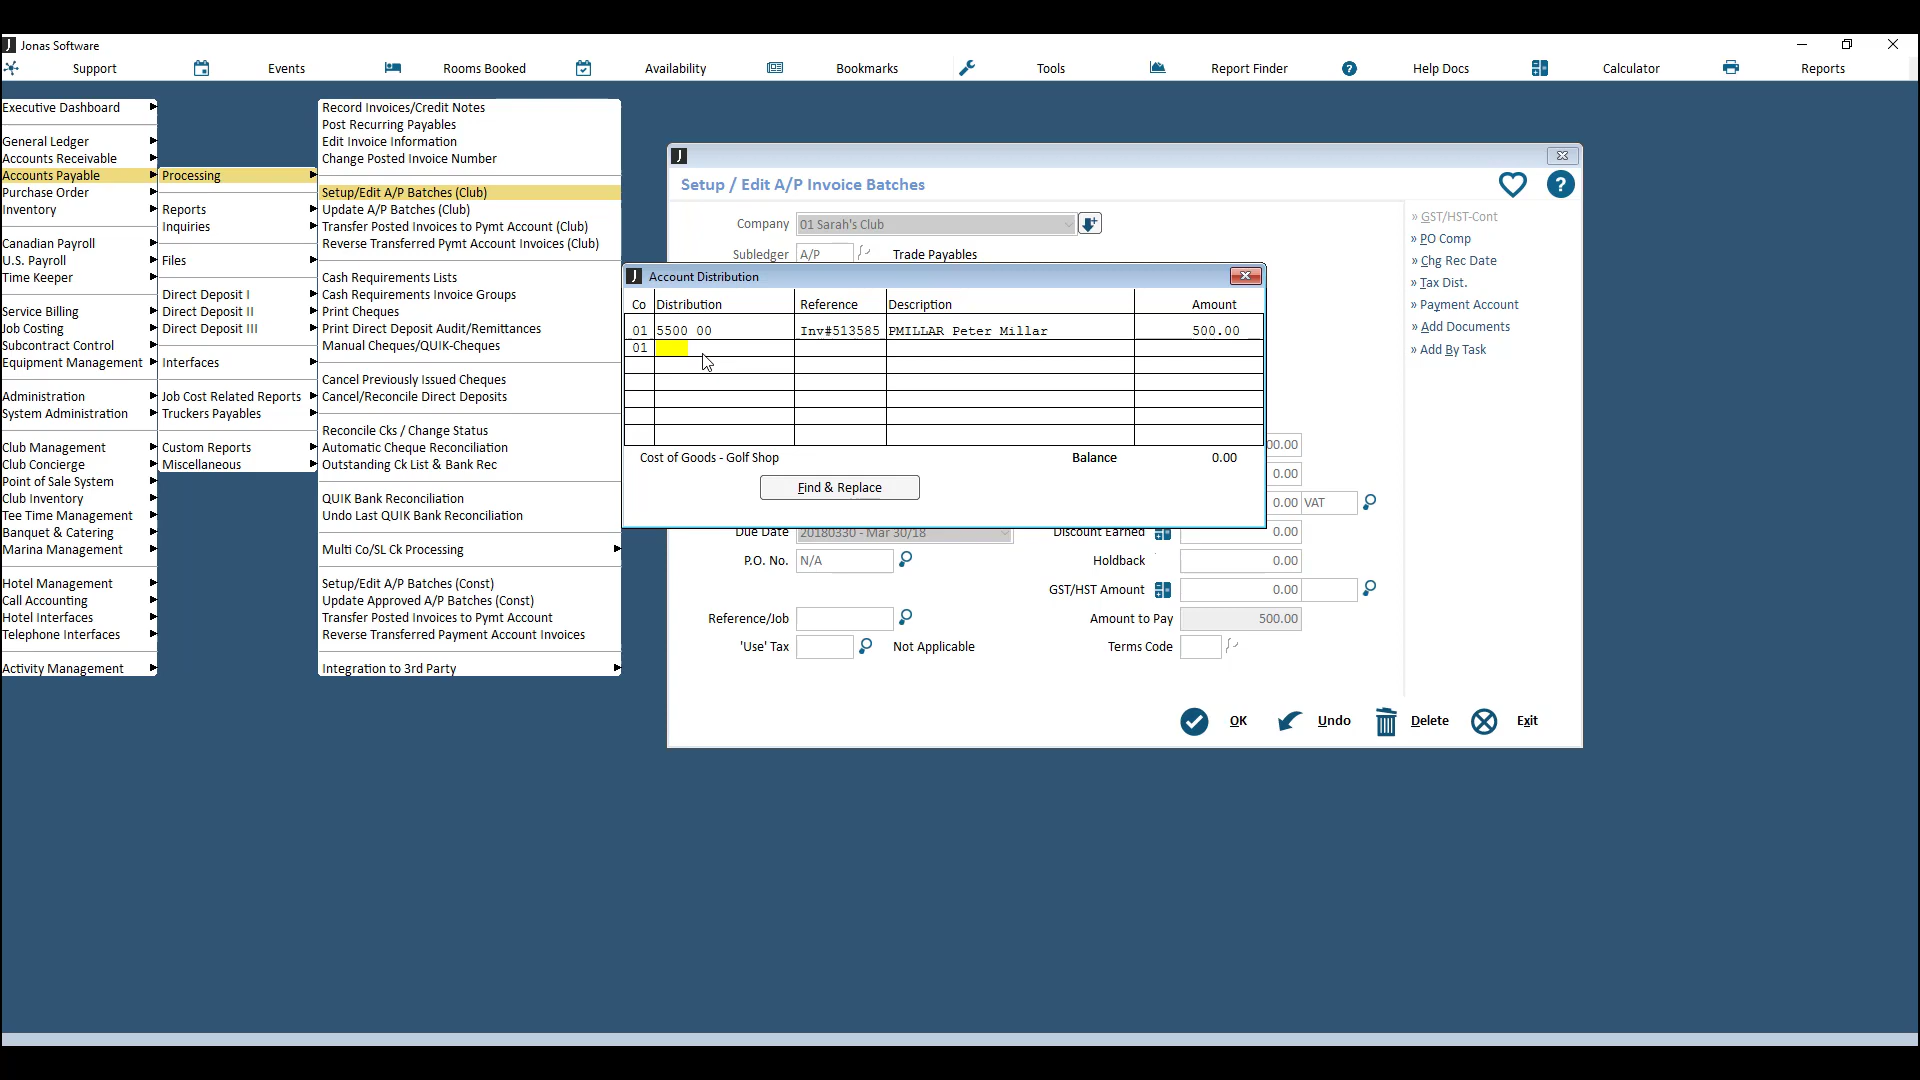 Jonas Software
Support Events Rooms Booked Availability Bookmarks Tools Report Finder Help Docs Calculator Reports
Executive Dashboard
General Ledger
Accounts Receivable
Accounts Payable
Purchase Order
Inventory
Canadian Payroll
U.S. Payroll
Time Keeper
Service Billing
Job Costing
Subcontract Control
Equipment Management
Administration
System Administration
Club Management
Club Concierge
Point of Sale System
Club Inventory
Tee Time Management
Banquet & Catering
Marina Management
Hotel Management
Call Accounting
Hotel Interfaces
Telephone Interfaces
Activity Management
Processing
Reports
Inquiries
Files
Direct Deposit I
Direct Deposit II
Direct Deposit III
Interfaces
Job Cost Related Reports
Truckers Payables
Custom Reports
Miscellaneous
Record Invoices/Credit Notes
Post Recurring Payables
Edit Invoice Information
Change Posted Invoice Number
Setup/Edit A/P Batches (Club)
Update A/P Batches (Club)
Transfer Posted Invoices to Pymt Account (Club)
Reverse Transferred Pymt Account Invoices (Club)
Cash Requirements Lists
Cash Requirements Invoice Groups
Print Cheques
Print Direct Deposit Audit/Remittances
Manual Cheques/QUIK-Cheques
Cancel Previously Issued Cheques
Cancel/Reconcile Direct Deposits
Reconcile Cks / Change Status
Automatic Cheque Reconciliation
Outstanding Ck List & Bank Rec
QUIK Bank Reconciliation
Undo Last QUIK Bank Reconciliation
Multi Co/SL Ck Processing
Setup/Edit A/P Batches (Const)
Update Approved A/P Batches (Const)
Transfer Posted Invoices to Pymt Account
Reverse Transferred Payment Account Invoices
Integration to 3rd Party
Setup / Edit A/P Invoice Batches
Company 01 Sarah's Club
Subledger A/P Trade Payables
Account Distribution
Co Distribution Reference Description Amount
01 5500 00 Inv#513585 PMILLAR Peter Millar 500.00
01
Cost of Goods - Golf Shop Balance 0.00
Find & Replace
00.00
0.00
0.00 VAT
Due Date 20180330 - Mar 30/18 Discount Earned 0.00
P.O. No. N/A Holdback 0.00
GST/HST Amount 0.00
Reference/Job Amount to Pay 500.00
'Use' Tax Not Applicable Terms Code
» GST/HST-Cont
» PO Comp
» Chg Rec Date
» Tax Dist.
» Payment Account
» Add Documents
» Add By Task
OK Undo Delete Exit